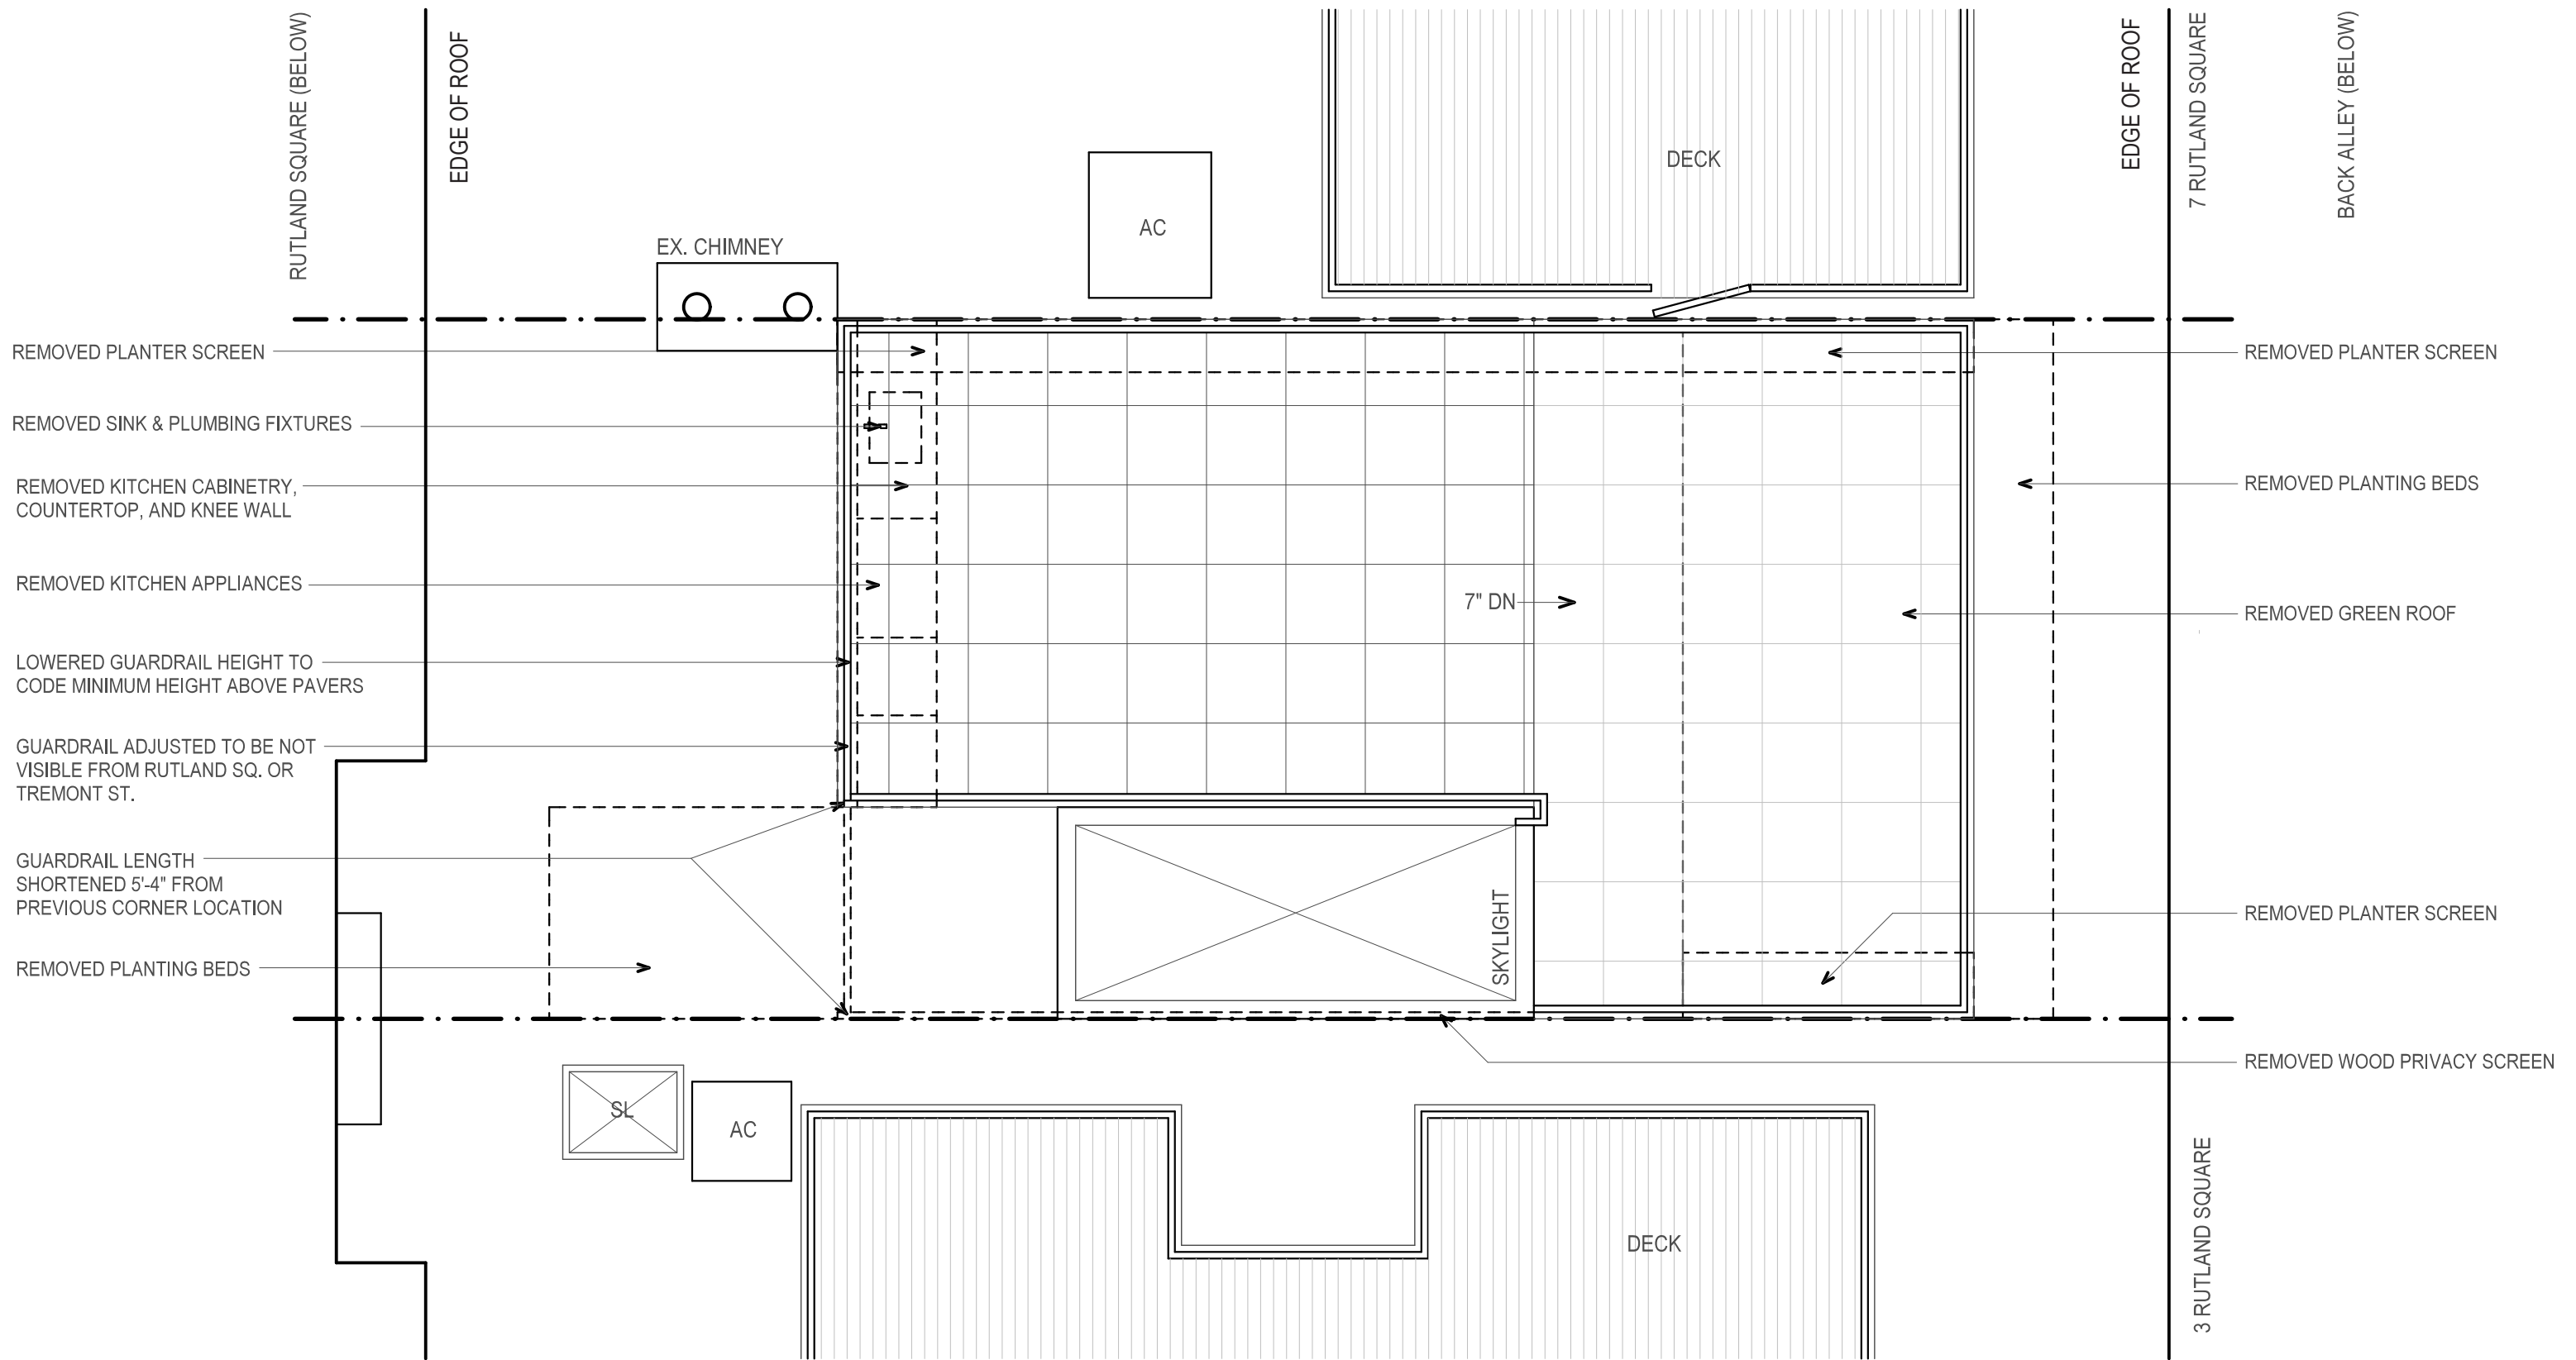 RUTLAND SQUARE (BELOW)
EDGE OF ROOF
EDGE OF ROOF
7 RUTLAND SQUARE
BACK ALLEY (BELOW)
DECK
AC
EX. CHIMNEY
REMOVED PLANTER SCREEN
REMOVED SINK & PLUMBING FIXTURES
REMOVED KITCHEN CABINETRY,
COUNTERTOP, AND KNEE WALL
REMOVED KITCHEN APPLIANCES
LOWERED GUARDRAIL HEIGHT TO
CODE MINIMUM HEIGHT ABOVE PAVERS
GUARDRAIL ADJUSTED TO BE NOT
VISIBLE FROM RUTLAND SQ. OR
TREMONT ST.
GUARDRAIL LENGTH
SHORTENED 5'-4" FROM
PREVIOUS CORNER LOCATION
REMOVED PLANTING BEDS
7" DN
SKYLIGHT
REMOVED PLANTER SCREEN
REMOVED PLANTING BEDS
REMOVED GREEN ROOF
REMOVED PLANTER SCREEN
REMOVED WOOD PRIVACY SCREEN
SL
AC
DECK
3 RUTLAND SQUARE